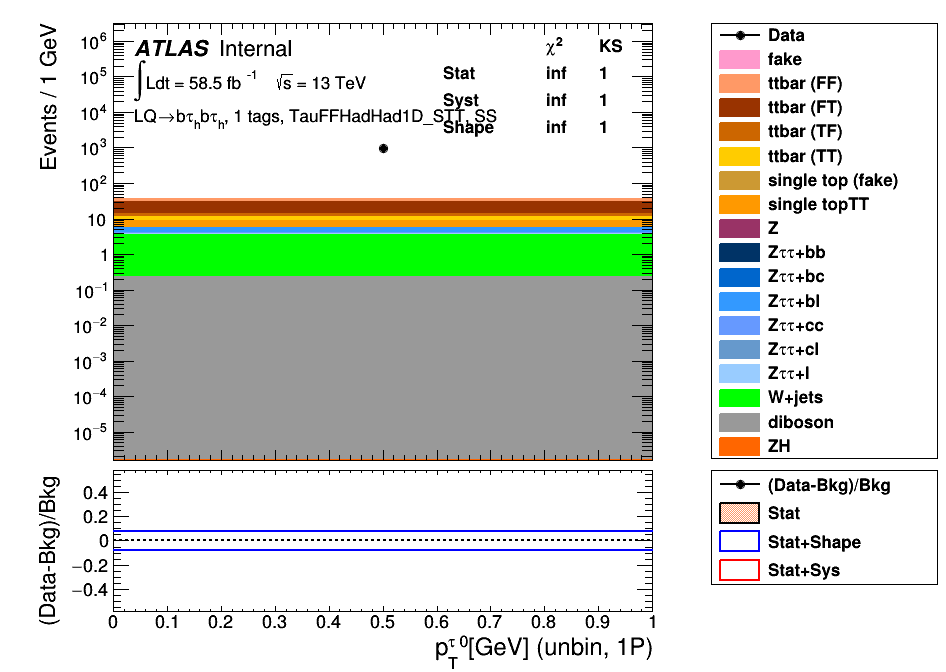 Events / 1 GeV
10⁶
10⁵
10⁴
10³
10²
10
1
10⁻¹
10⁻²
10⁻³
10⁻⁴
10⁻⁵
ATLAS Internal
∫Ldt = 58.5 fb⁻¹ √s = 13 TeV
LQ→bτₕbτₕ, 1 tags, TauFFHadHad1D_STT, SS
χ² KS
Stat inf 1
Syst inf 1
Shape inf 1
Data
fake
ttbar (FF)
ttbar (FT)
ttbar (TF)
ttbar (TT)
single top (fake)
single topTT
Z
Zττ+bb
Zττ+bc
Zττ+bl
Zττ+cc
Zττ+cl
Zττ+l
W+jets
diboson
ZH
(Data-Bkg)/Bkg
0.4
0.2
0
−0.2
−0.4
0 0.1 0.2 0.3 0.4 0.5 0.6 0.7 0.8 0.9 1
p_T^τ 0[GeV] (unbin, 1P)
(Data-Bkg)/Bkg
Stat
Stat+Shape
Stat+Sys